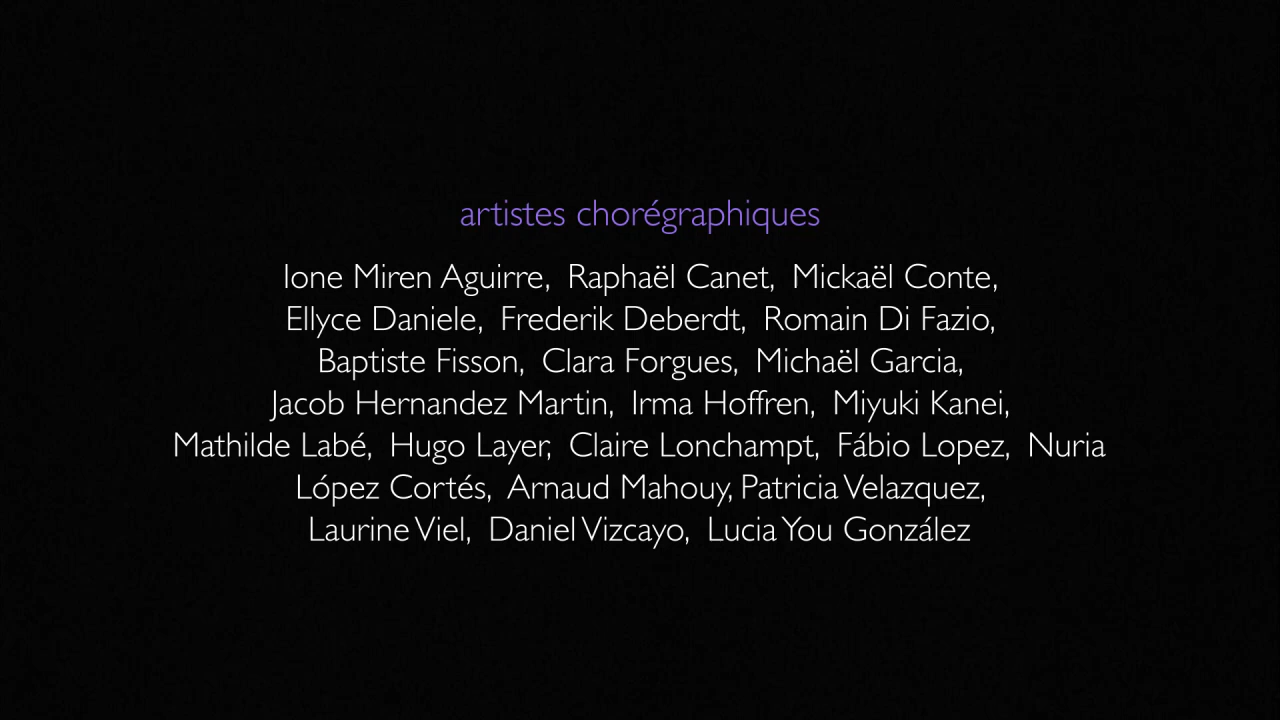 artistes chorégraphiques
Ione Miren Aguirre, Raphaël Canet, Mickaël Conte,
Ellyce Daniele, Frederik Deberdt, Romain Di Fazio,
Baptiste Fisson, Clara Forgues, Michaël Garcia,
Jacob Hernandez Martin, Irma Hoffren, Miyuki Kanei,
Mathilde Labé, Hugo Layer, Claire Lonchampt, Fábio Lopez, Nuria
López Cortés, Arnaud Mahouy, Patricia Velazquez,
Laurine Viel, Daniel Vizcayo, Lucia You González